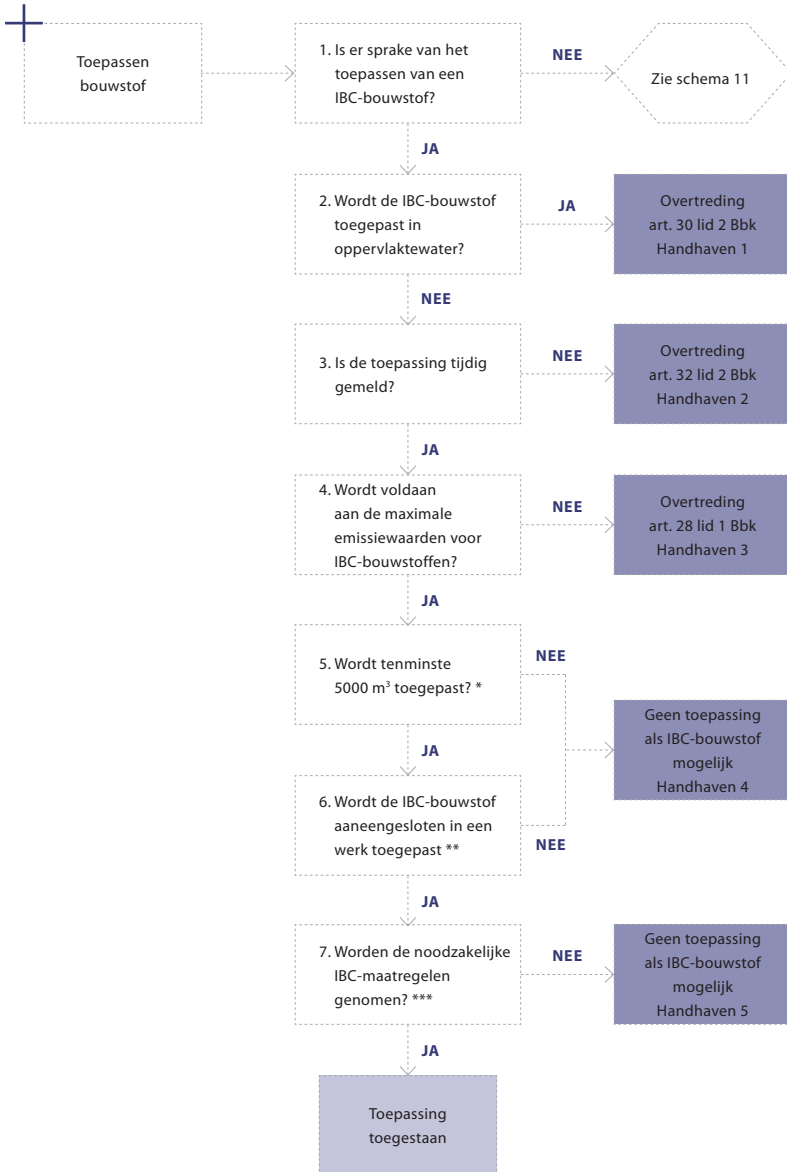 Toepassen
bouwstof
1. Is er sprake van het
toepassen van een
IBC-bouwstof?
NEE
Zie schema 11
JA
2. Wordt de IBC-bouwstof
toegepast in
oppervlaktewater?
JA
Overtreding
art. 30 lid 2 Bbk
Handhaven 1
NEE
3. Is de toepassing tijdig
gemeld?
NEE
Overtreding
art. 32 lid 2 Bbk
Handhaven 2
JA
4. Wordt voldaan
aan de maximale
emissiewaarden voor
IBC-bouwstoffen?
NEE
Overtreding
art. 28 lid 1 Bbk
Handhaven 3
JA
5. Wordt tenminste
5000 m³ toegepast? *
NEE
Geen toepassing
als IBC-bouwstof
mogelijk
Handhaven 4
JA
6. Wordt de IBC-bouwstof
aaneengesloten in een
werk toegepast **
NEE
JA
7. Worden de noodzakelijke
IBC-maatregelen
genomen? ***
NEE
Geen toepassing
als IBC-bouwstof
mogelijk
Handhaven 5
JA
Toepassing
toegestaan